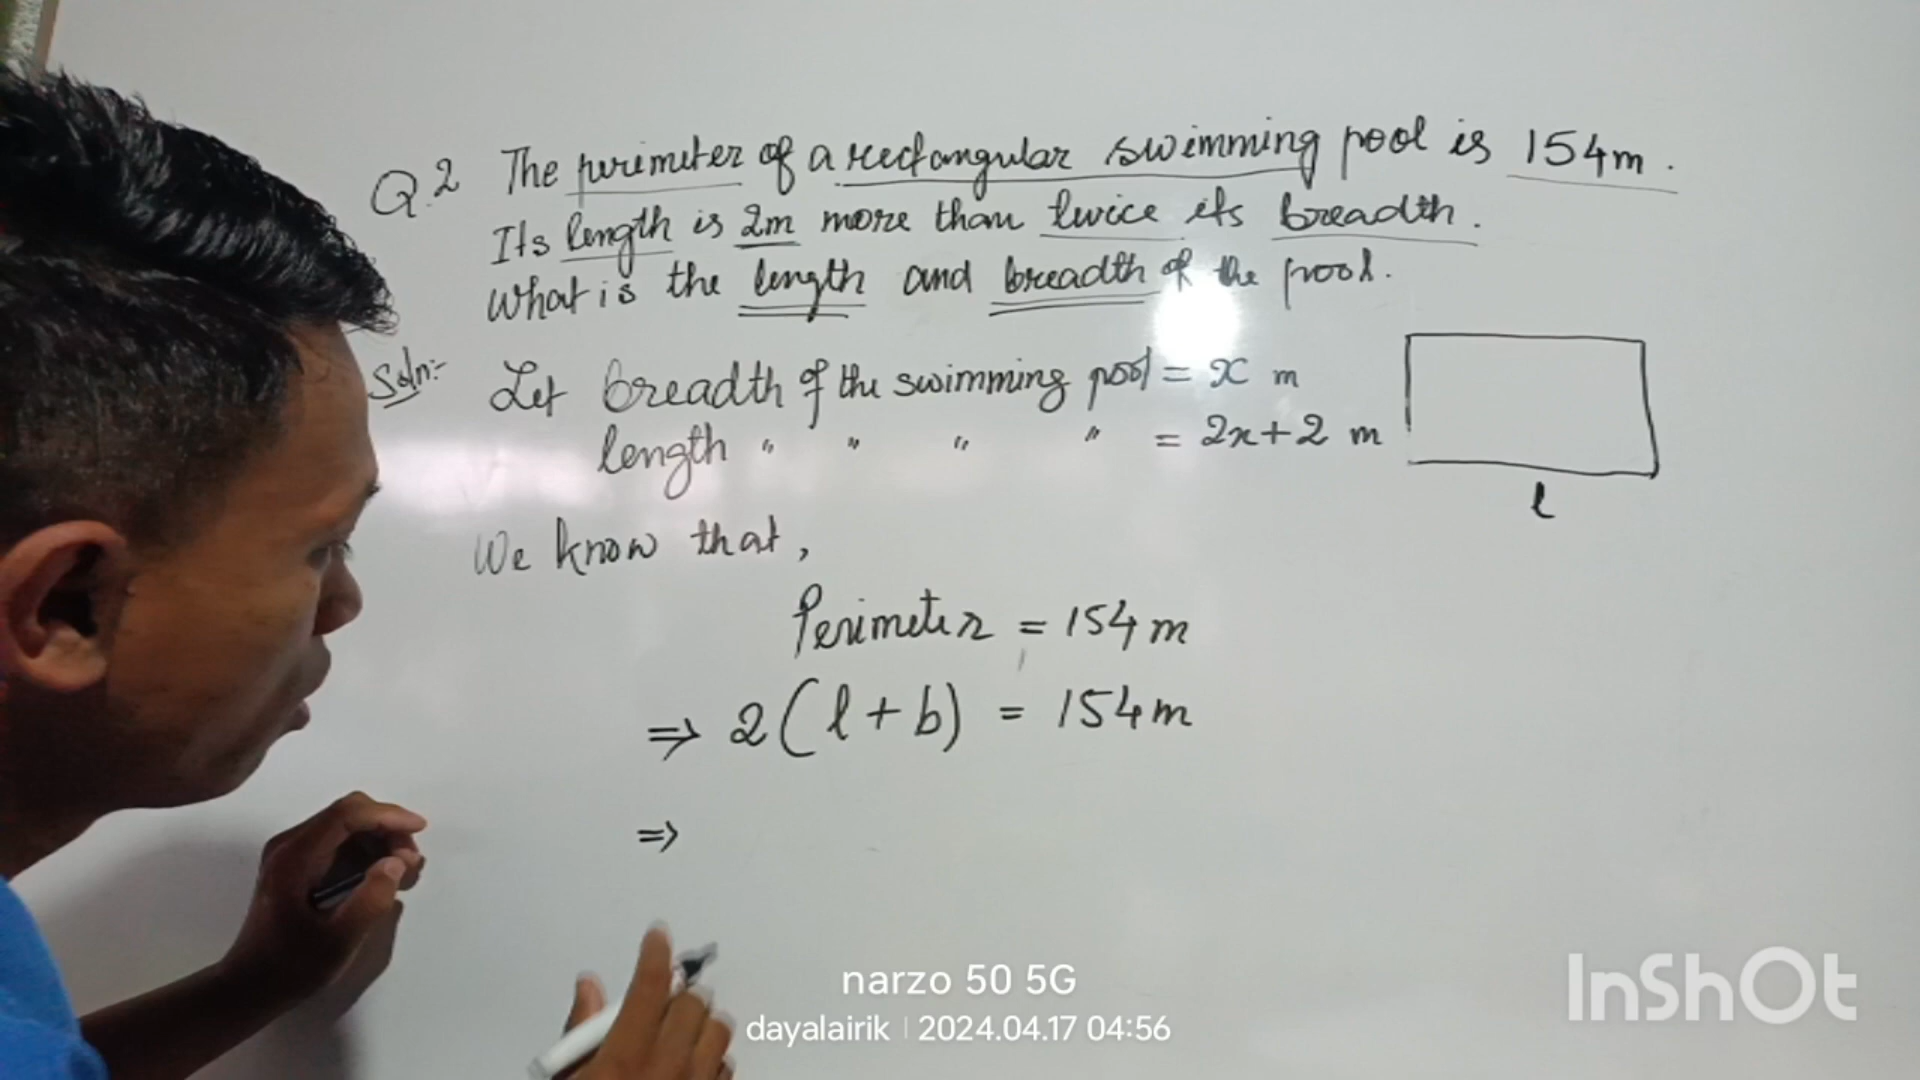 Q.2 The perimeter of a rectangular swimming pool is 154m.
Its length is 2m more than twice its breadth.
What is the length and breadth of the pool.
Soln:- Let breadth of the swimming pool = x m
length " " " " = 2x+2 m
l
We know that,
Perimeter = 154 m
⇒ 2(l+b) = 154m
⇒
narzo 50 5G
dayalairik | 2024.04.17 04:56
InShOt